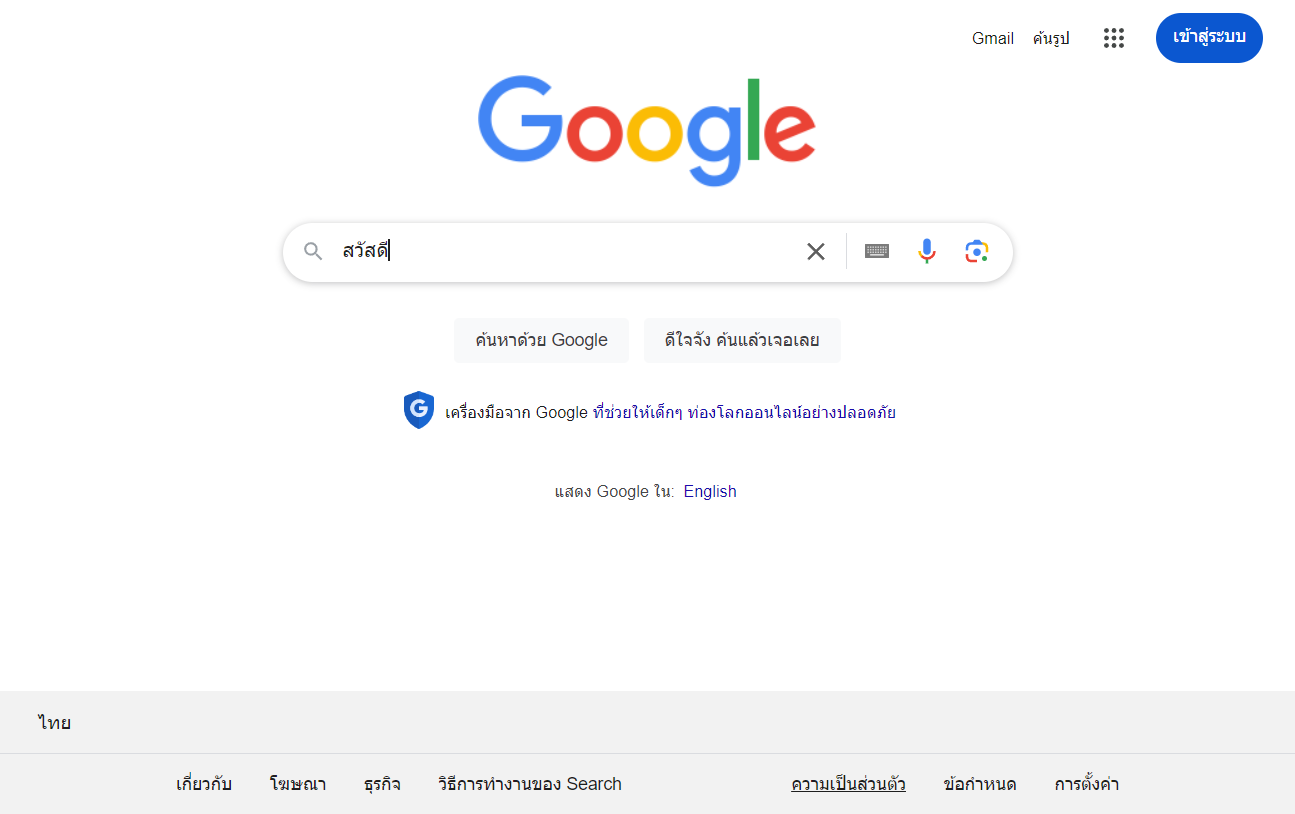 Gmail ค้นรูป เข้าสู่ระบบ
Google
สวัสดี
ค้นหาด้วย Google ดีใจจัง ค้นแล้วเจอเลย
เครื่องมือจาก Google ที่ช่วยให้เด็กๆ ท่องโลกออนไลน์อย่างปลอดภัย
แสดง Google ใน: English
ไทย
เกี่ยวกับ โฆษณา ธุรกิจ วิธีการทำงานของ Search ความเป็นส่วนตัว ข้อกำหนด การตั้งค่า